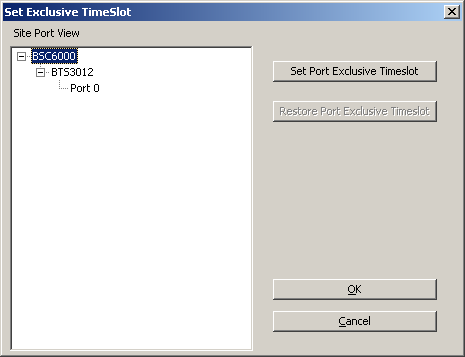 Set Exclusive TimeSlot
Site Port View
BSC6000
BTS3012
Port 0
Set Port Exclusive Timeslot
Restore Port Exclusive Timeslot
OK
Cancel